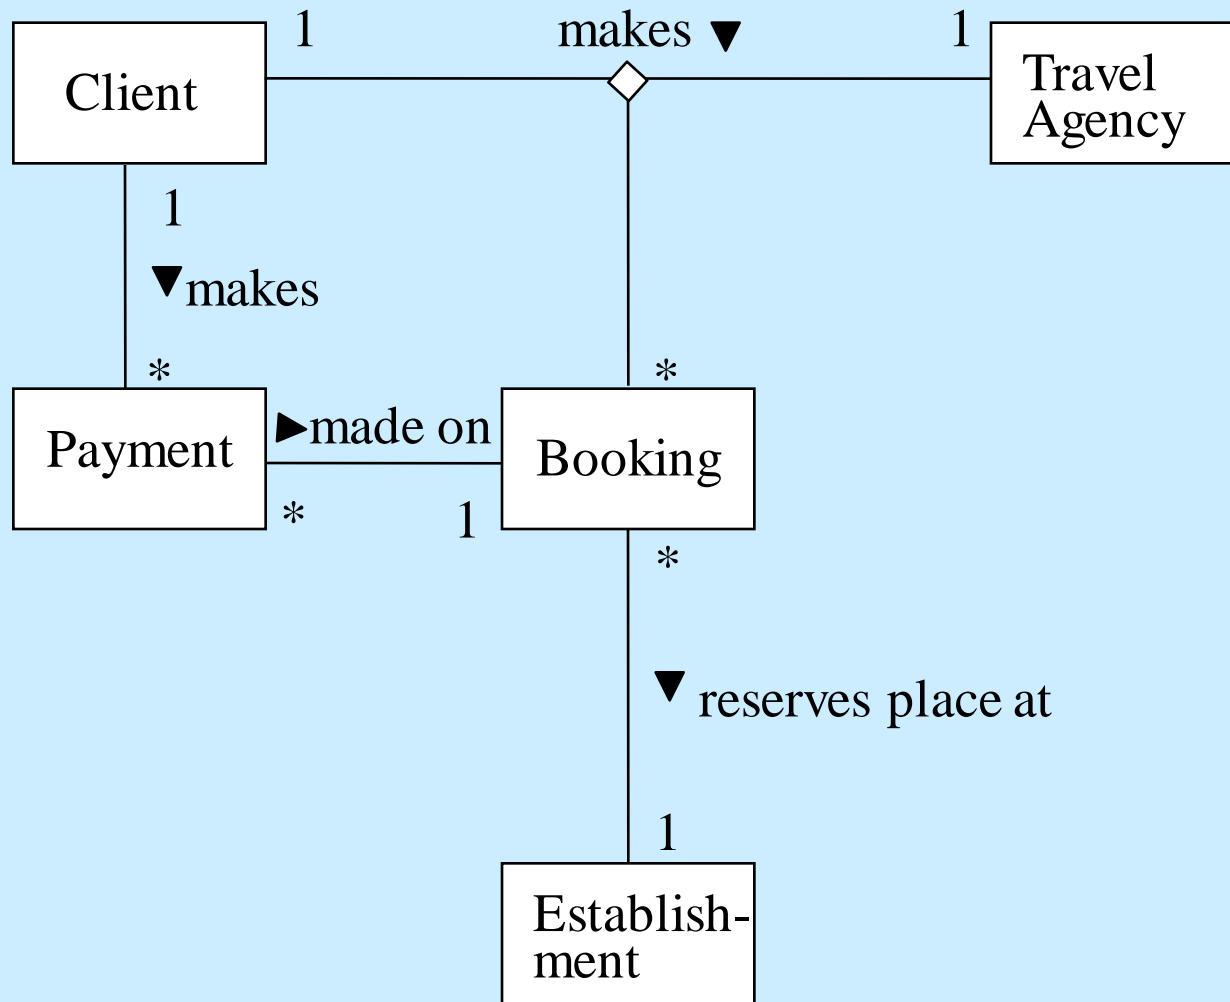 1
makes ▼
1
Client
Travel
Agency
1
▼makes
*
*
Payment
►made on
Booking
*
1
*
▼ reserves place at
1
Establish-
ment